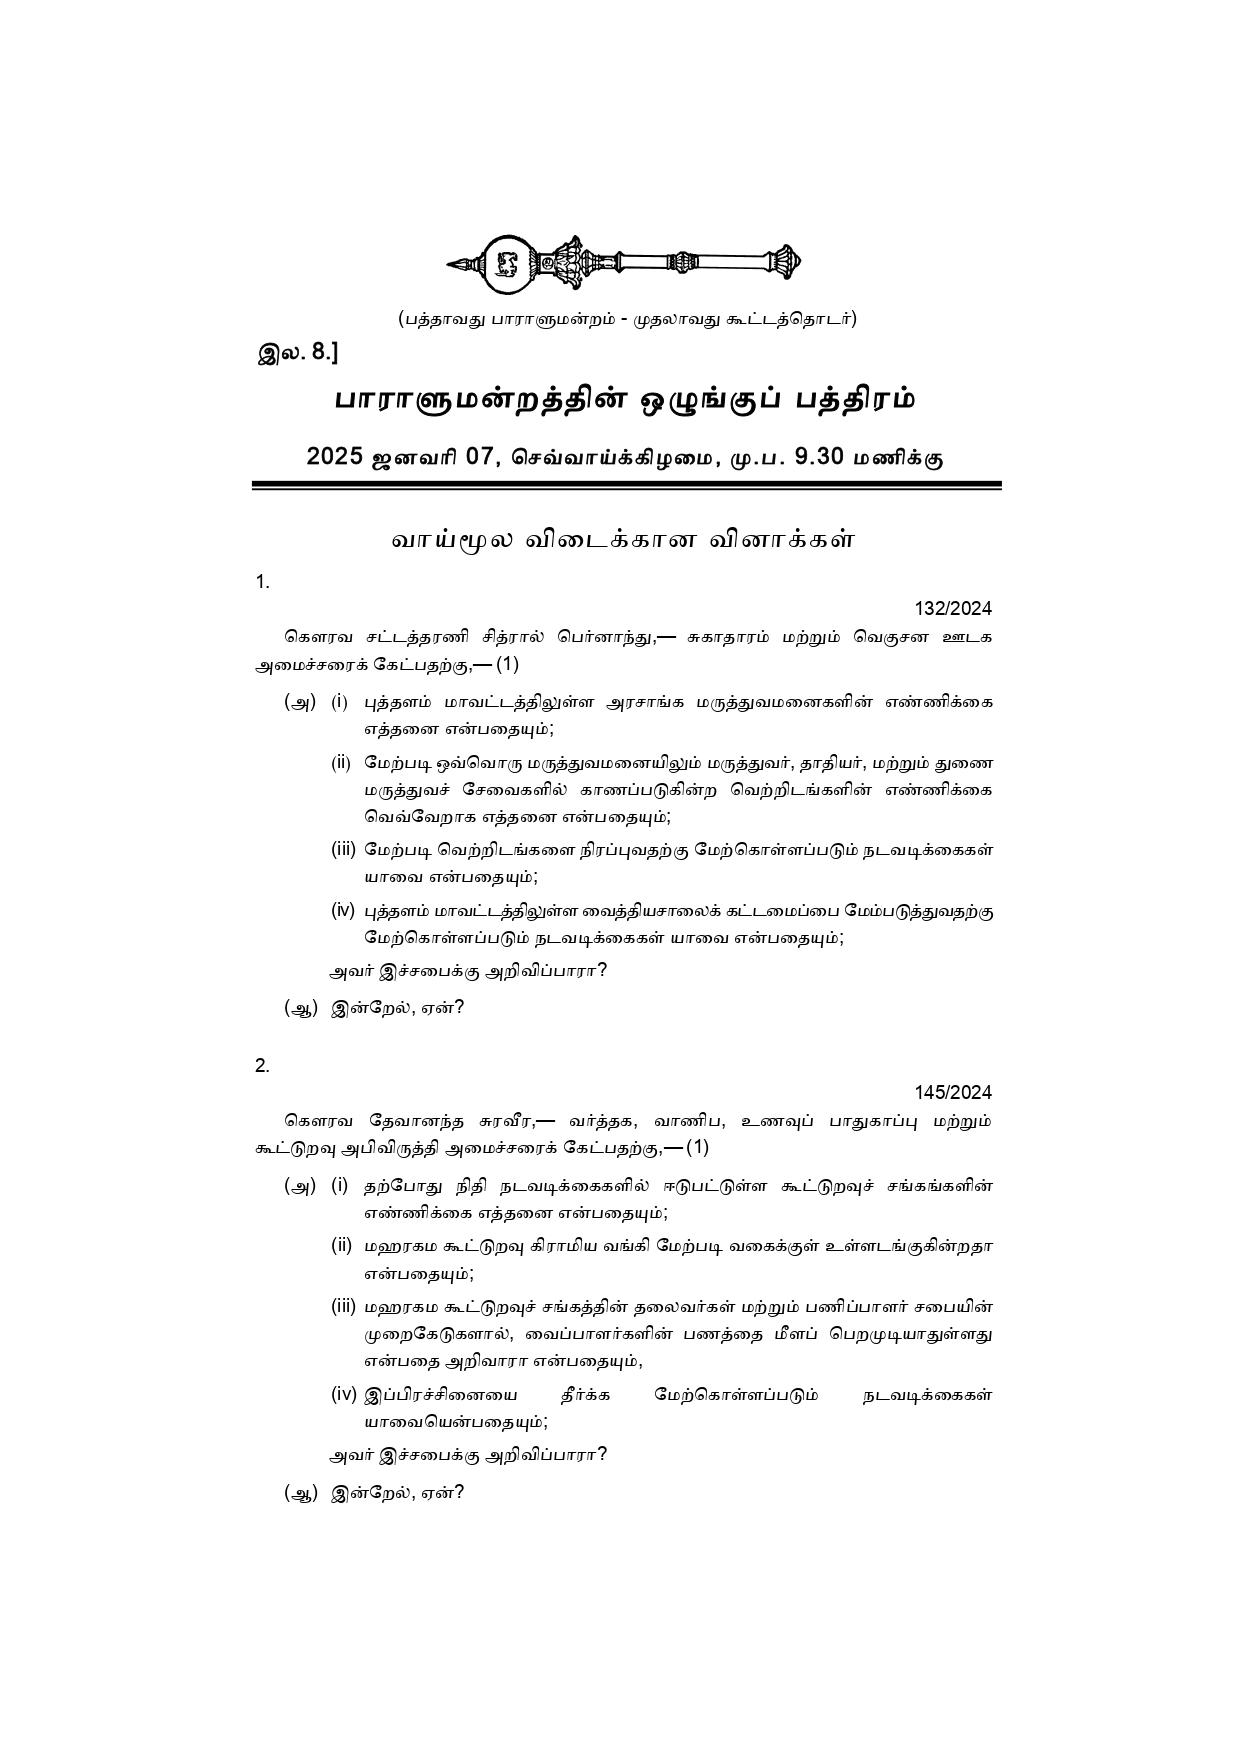 (பத்தாவது பாராளுமன்றம் - முதலாவது கூட்டத்தொடர்)
இல. 8.]
பாராளுமன்றத்தின் ஒழுங்குப் பத்திரம்
2025 ஜனவரி 07, செவ்வாய்க்கிழமை, மு.ப. 9.30 மணிக்கு
வாய்மூல விடைக்கான வினாக்கள்
1.
132/2024
கௌரவ சட்டத்தரணி சித்ரால் பெர்னாந்து,— சுகாதாரம் மற்றும் வெகுசன ஊடக
அமைச்சரைக் கேட்பதற்கு,— (1)
(அ) (i) புத்தளம் மாவட்டத்திலுள்ள அரசாங்க மருத்துவமனைகளின் எண்ணிக்கை
எத்தனை என்பதையும்;
(ii) மேற்படி ஒவ்வொரு மருத்துவமனையிலும் மருத்துவர், தாதியர், மற்றும் துணை
மருத்துவச் சேவைகளில் காணப்படுகின்ற வெற்றிடங்களின் எண்ணிக்கை
வெவ்வேறாக எத்தனை என்பதையும்;
(iii) மேற்படி வெற்றிடங்களை நிரப்புவதற்கு மேற்கொள்ளப்படும் நடவடிக்கைகள்
யாவை என்பதையும்;
(iv) புத்தளம் மாவட்டத்திலுள்ள வைத்தியசாலைக் கட்டமைப்பை மேம்படுத்துவதற்கு
மேற்கொள்ளப்படும் நடவடிக்கைகள் யாவை என்பதையும்;
அவர் இச்சபைக்கு அறிவிப்பாரா?
(ஆ) இன்றேல், ஏன்?
2.
145/2024
கௌரவ தேவானந்த சுரவீர,— வர்த்தக, வாணிப, உணவுப் பாதுகாப்பு மற்றும்
கூட்டுறவு அபிவிருத்தி அமைச்சரைக் கேட்பதற்கு,— (1)
(அ) (i) தற்போது நிதி நடவடிக்கைகளில் ஈடுபட்டுள்ள கூட்டுறவுச் சங்கங்களின்
எண்ணிக்கை எத்தனை என்பதையும்;
(ii) மஹரகம கூட்டுறவு கிராமிய வங்கி மேற்படி வகைக்குள் உள்ளடங்குகின்றதா
என்பதையும்;
(iii) மஹரகம கூட்டுறவுச் சங்கத்தின் தலைவர்கள் மற்றும் பணிப்பாளர் சபையின்
முறைகேடுகளால், வைப்பாளர்களின் பணத்தை மீளப் பெறமுடியாதுள்ளது
என்பதை அறிவாரா என்பதையும்,
(iv) இப்பிரச்சினையை தீர்க்க மேற்கொள்ளப்படும் நடவடிக்கைகள்
யாவையென்பதையும்;
அவர் இச்சபைக்கு அறிவிப்பாரா?
(ஆ) இன்றேல், ஏன்?